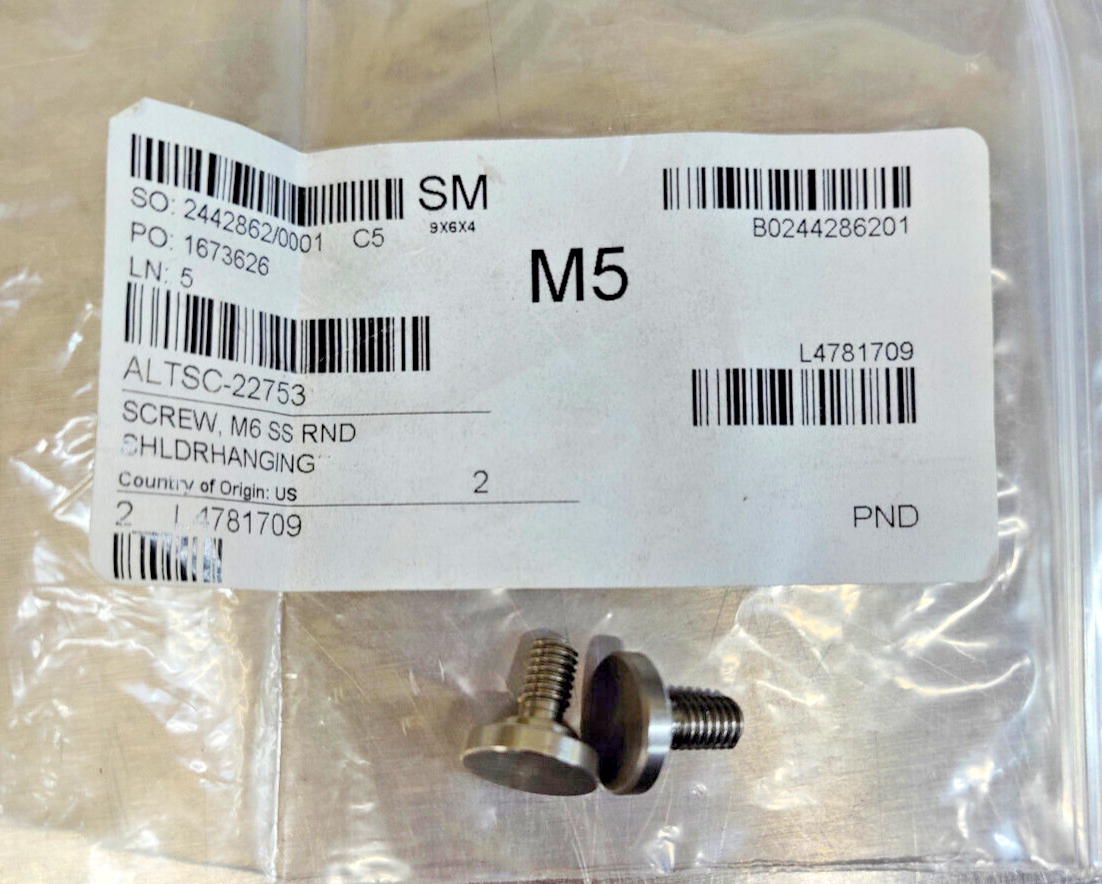 SO: 2442862/0001 C5
PO: 1673626
LN: 5
SM
9X6X4
M5
B0244286201
ALTSC-22753
SCREW, M6 SS RND
SHLDRHANGING
Country of Origin: US
2
2 L4781709
L4781709
PND